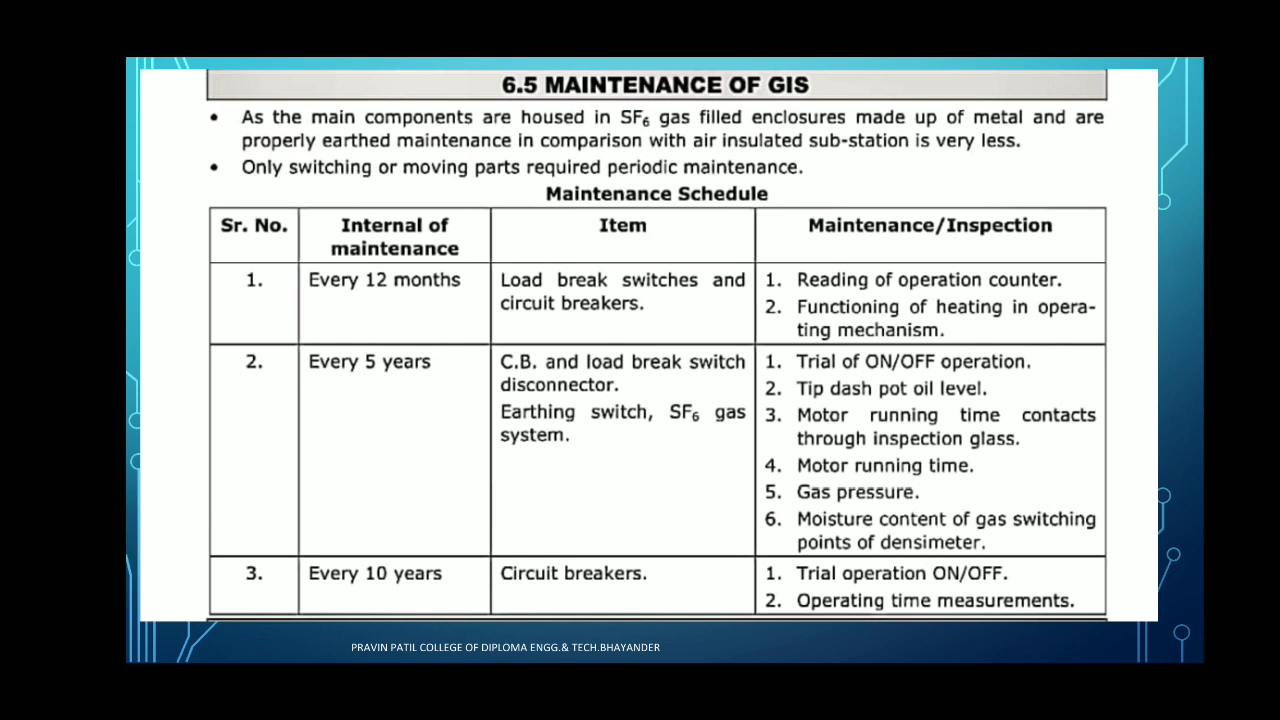 6.5 MAINTENANCE OF GIS
• As the main components are housed in SF₆ gas filled enclosures made up of metal and are
properly earthed maintenance in comparison with air insulated sub-station is very less.
• Only switching or moving parts required periodic maintenance.
Maintenance Schedule
Sr. No.
Internal of
maintenance
Item
Maintenance/Inspection
1.
Every 12 months
Load break switches and
circuit breakers.
1. Reading of operation counter.
2. Functioning of heating in opera-
ting mechanism.
2.
Every 5 years
C.B. and load break switch
disconnector.
Earthing switch, SF₆ gas
system.
1. Trial of ON/OFF operation.
2. Tip dash pot oil level.
3. Motor running time contacts
through inspection glass.
4. Motor running time.
5. Gas pressure.
6. Moisture content of gas switching
points of densimeter.
3.
Every 10 years
Circuit breakers.
1. Trial operation ON/OFF.
2. Operating time measurements.
PRAVIN PATIL COLLEGE OF DIPLOMA ENGG.& TECH.BHAYANDER